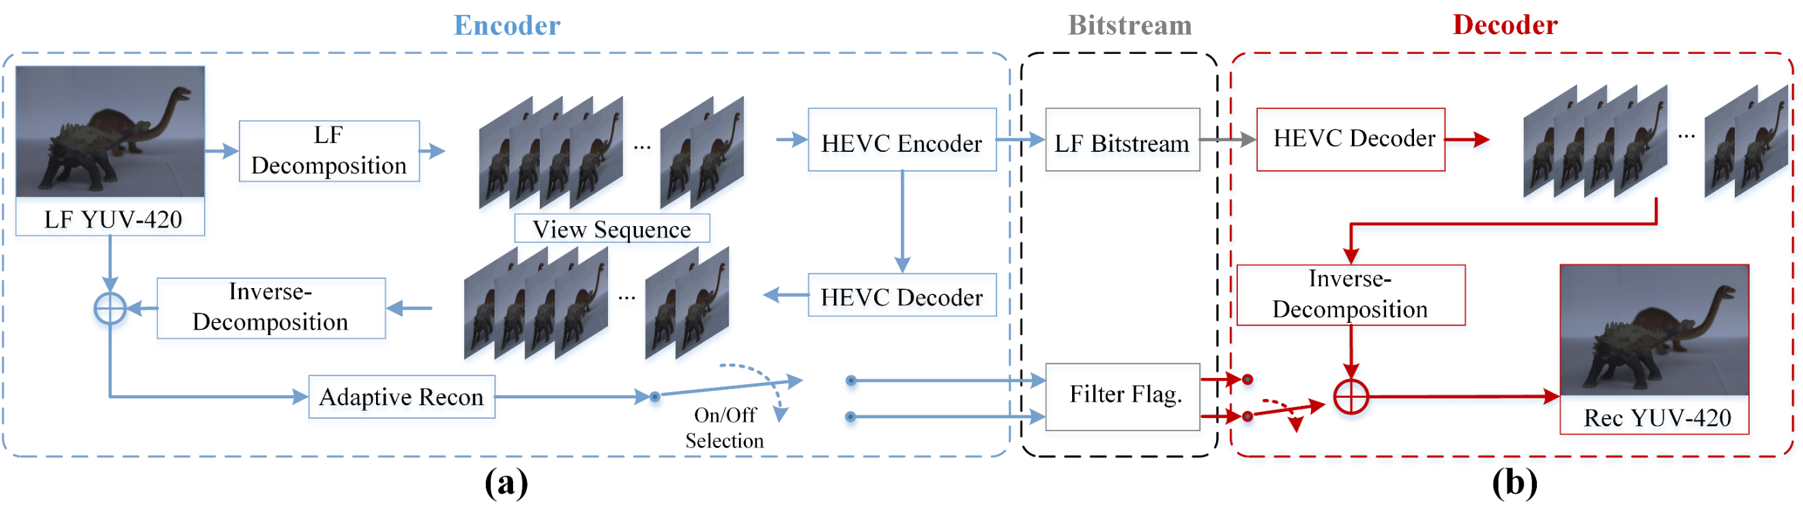 Encoder
Bitstream
Decoder
LF
Decomposition
...
HEVC Encoder
LF Bitstream
HEVC Decoder
...
LF YUV-420
View Sequence
Inverse-
Decomposition
...
HEVC Decoder
Inverse-
Decomposition
Adaptive Recon
On/Off
Selection
Filter Flag.
Rec YUV-420
(a)
(b)